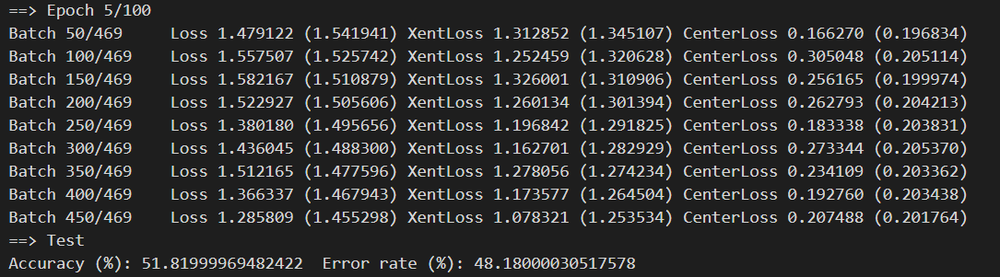 ==> Epoch 5/100
Batch 50/469 Loss 1.479122 (1.541941) XentLoss 1.312852 (1.345107) CenterLoss 0.166270 (0.196834)
Batch 100/469 Loss 1.557507 (1.525742) XentLoss 1.252459 (1.320628) CenterLoss 0.305048 (0.205114)
Batch 150/469 Loss 1.582167 (1.510879) XentLoss 1.326001 (1.310906) CenterLoss 0.256165 (0.199974)
Batch 200/469 Loss 1.522927 (1.505606) XentLoss 1.260134 (1.301394) CenterLoss 0.262793 (0.204213)
Batch 250/469 Loss 1.380180 (1.495656) XentLoss 1.196842 (1.291825) CenterLoss 0.183338 (0.203831)
Batch 300/469 Loss 1.436045 (1.488300) XentLoss 1.162701 (1.282929) CenterLoss 0.273344 (0.205370)
Batch 350/469 Loss 1.512165 (1.477596) XentLoss 1.278056 (1.274234) CenterLoss 0.234109 (0.203362)
Batch 400/469 Loss 1.366337 (1.467943) XentLoss 1.173577 (1.264504) CenterLoss 0.192760 (0.203438)
Batch 450/469 Loss 1.285809 (1.455298) XentLoss 1.078321 (1.253534) CenterLoss 0.207488 (0.201764)
==> Test
Accuracy (%): 51.81999969482422 Error rate (%): 48.18000030517578